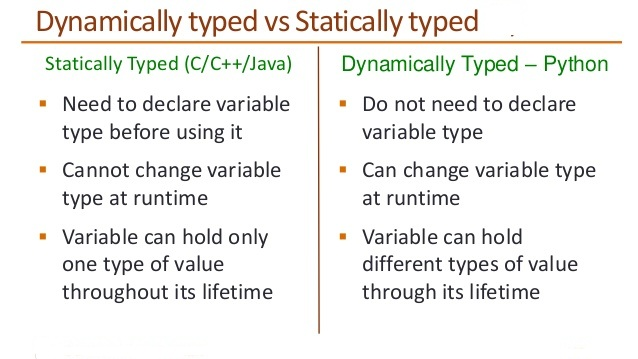 Dynamically typed vs Statically typed
Statically Typed (C/C++/Java)
▪ Need to declare variable
type before using it
▪ Cannot change variable
type at runtime
▪ Variable can hold only
one type of value
throughout its lifetime
Dynamically Typed – Python
▪ Do not need to declare
variable type
▪ Can change variable type
at runtime
▪ Variable can hold
different types of value
through its lifetime